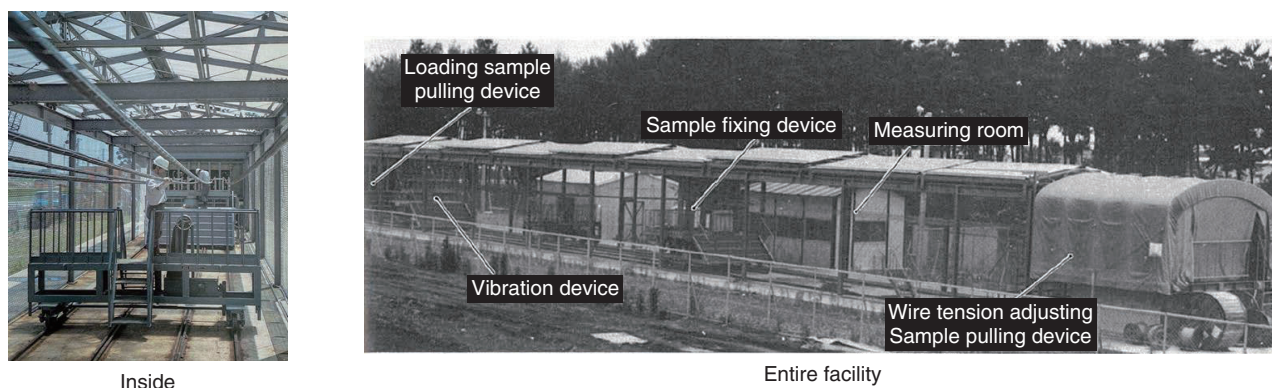 Loading sample
pulling device
Sample fixing device
Measuring room
Vibration device
Wire tension adjusting
Sample pulling device
Inside
Entire facility